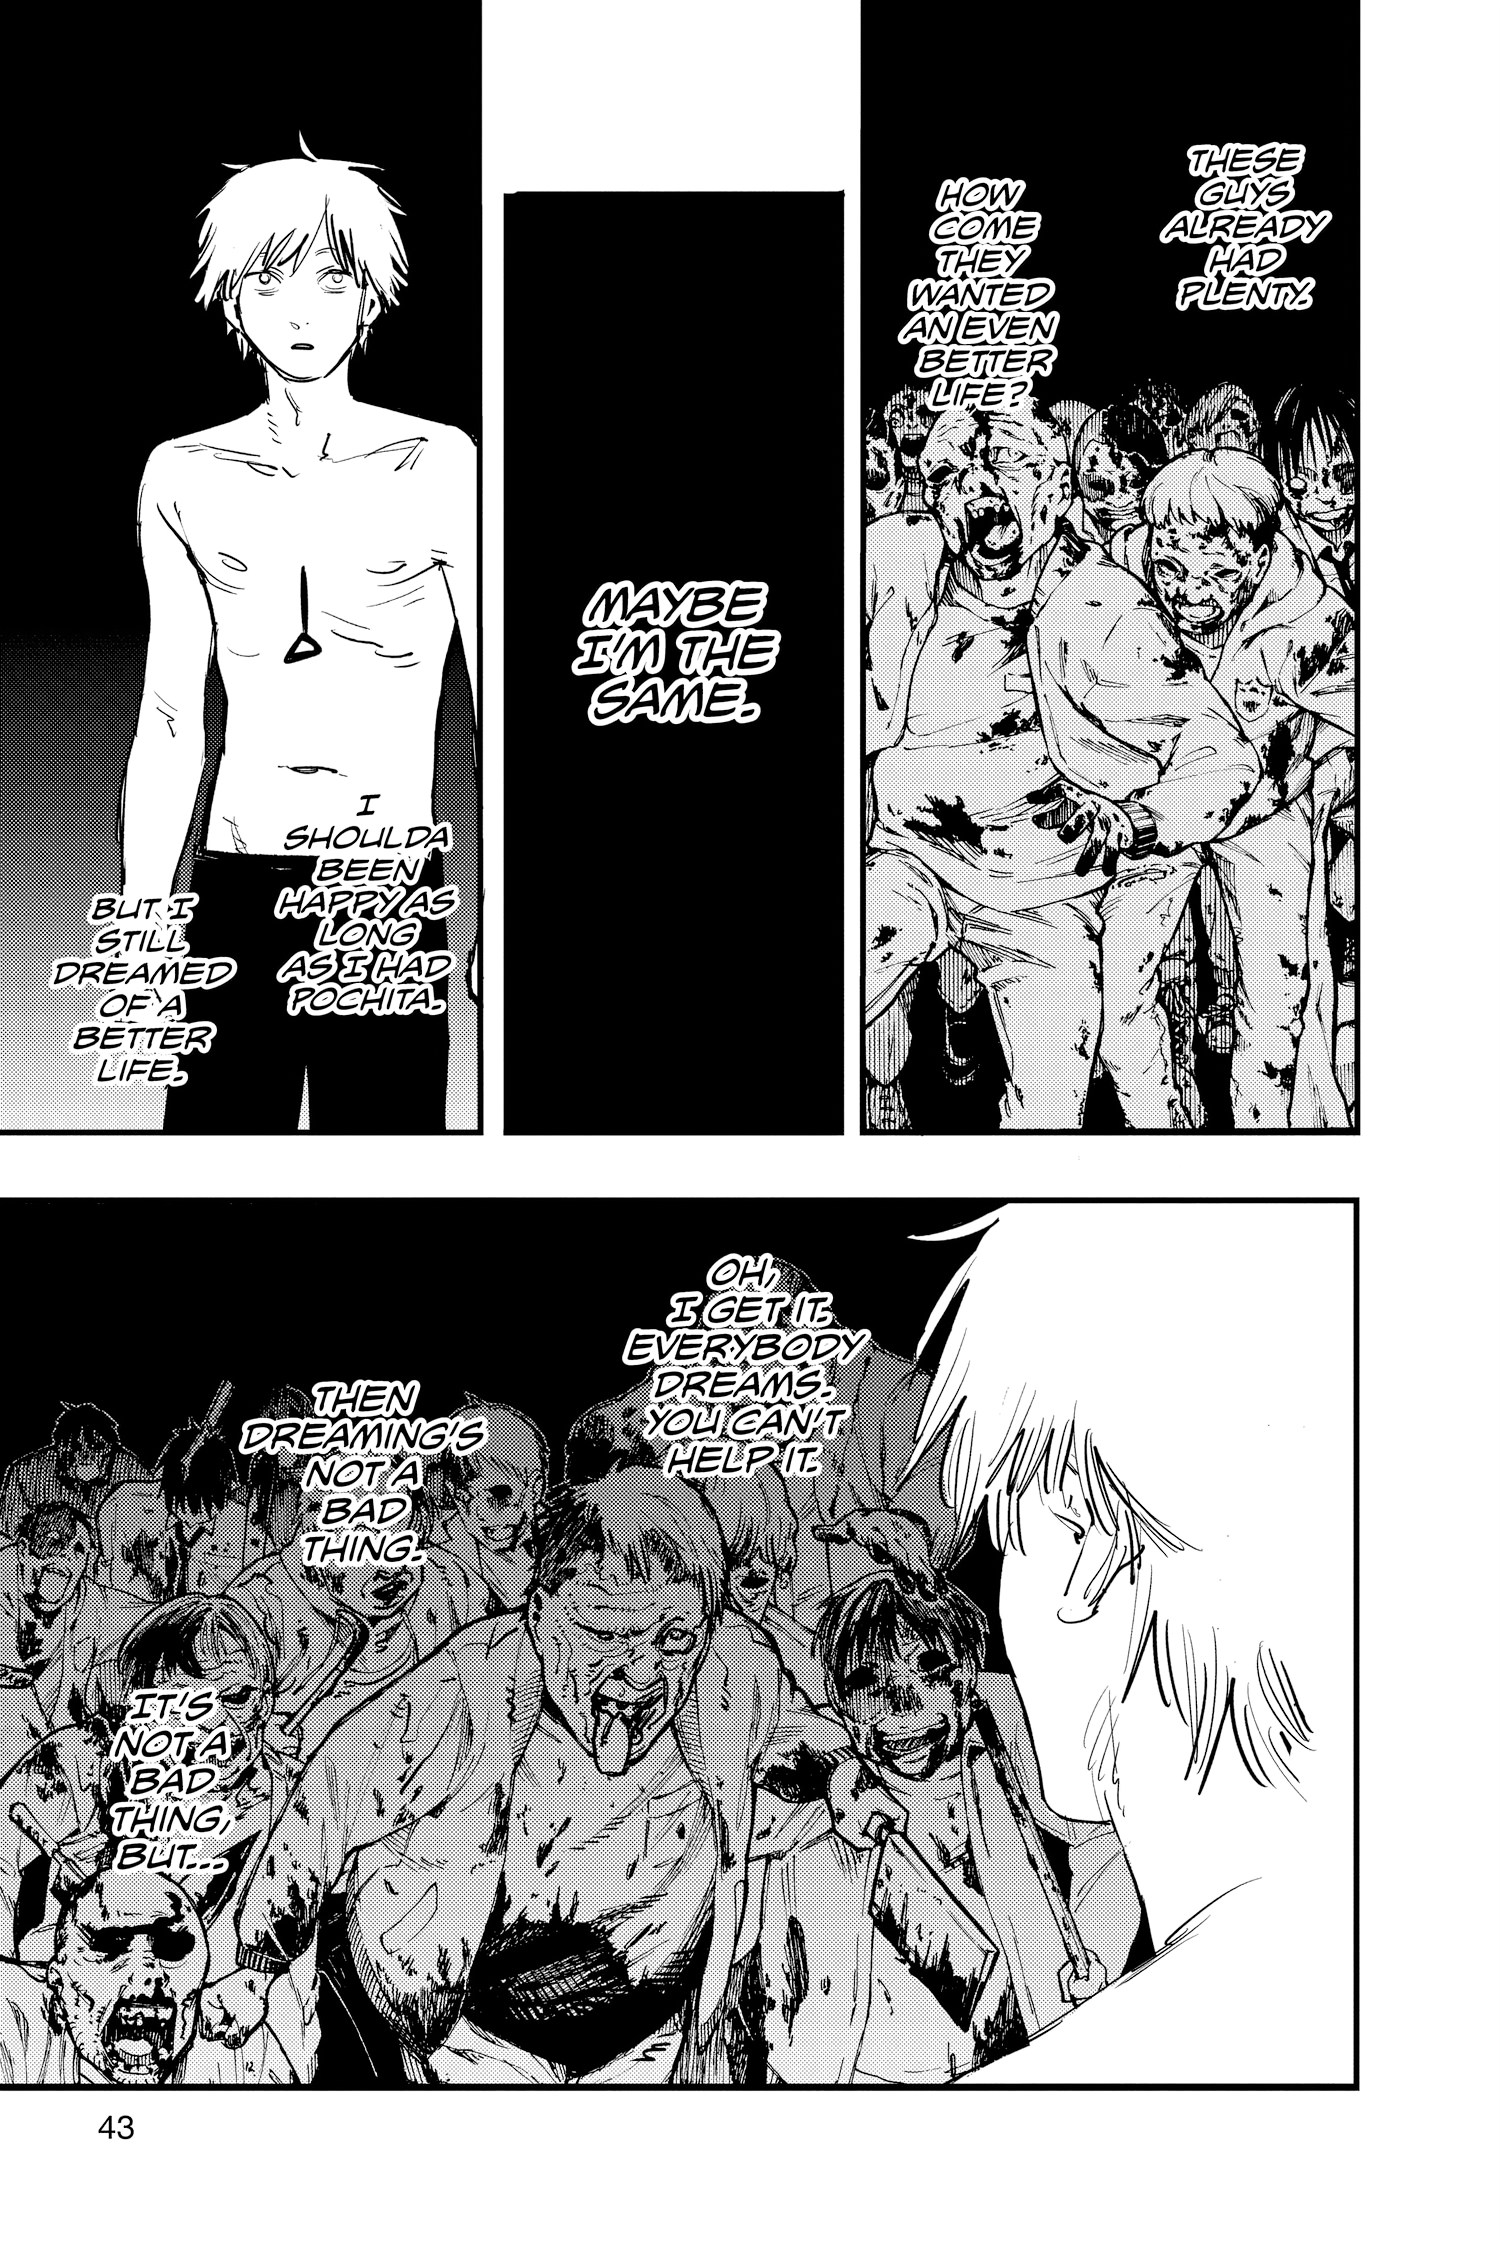 THESE
GUYS
ALREADY
HAD
PLENTY.
HOW
COME
THEY
WANTED
AN EVEN
BETTER
LIFE?
MAYBE
I'M THE
SAME.
I
SHOULDA
BEEN
HAPPY AS
LONG
AS I HAD
POCHITA.
BUT I
STILL
DREAMED
OF A
BETTER
LIFE.
OH,
I GET IT.
EVERYBODY
DREAMS.
YOU CAN'T
HELP IT.
THEN
DREAMING'S
NOT A
BAD
THING.
IT'S
NOT A
BAD
THING,
BUT...
43